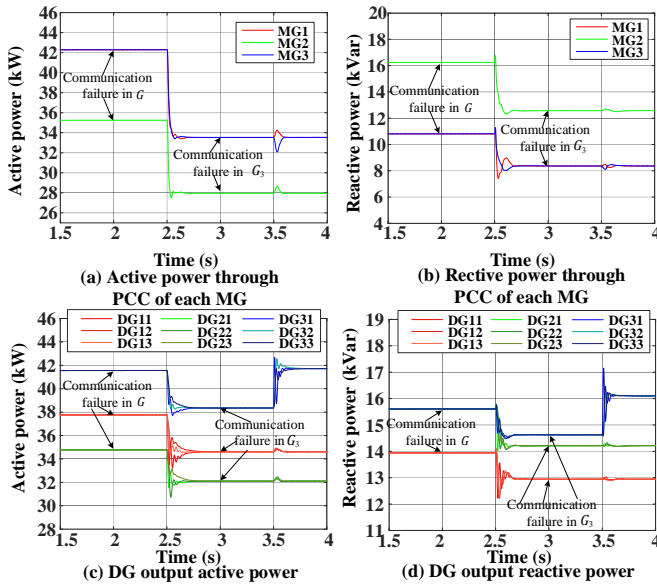 Active power (kW)
46
44
42
40
38
36
34
32
30
28
26
MG1
MG2
MG3
Communication
failure in G
Communication
failure in G3
1.5 2 2.5 3 3.5 4
Time (s)
(a) Active power through
PCC of each MG
Reactive power (kVar)
20
18
16
14
12
10
8
6
4
MG1
MG2
MG3
Communication
failure in G
Communication
failure in G3
1.5 2 2.5 3 3.5 4
Time (s)
(b) Rective power through
PCC of each MG
Active power (kW)
46
44
42
40
38
36
34
32
30
28
DG11 DG21 DG31
DG12 DG22 DG32
DG13 DG23 DG33
Communication
failure in G
Communication
failure in G3
1.5 2 2.5 3 3.5 4
Time (s)
(c) DG output active power
Reactive power (kVar)
19
18
17
16
15
14
13
12
11
DG11 DG21 DG31
DG12 DG22 DG32
DG13 DG23 DG33
Communication
failure in G
Communication
failure in G3
1.5 2 2.5 3 3.5 4
Time (s)
(d) DG output reactive power